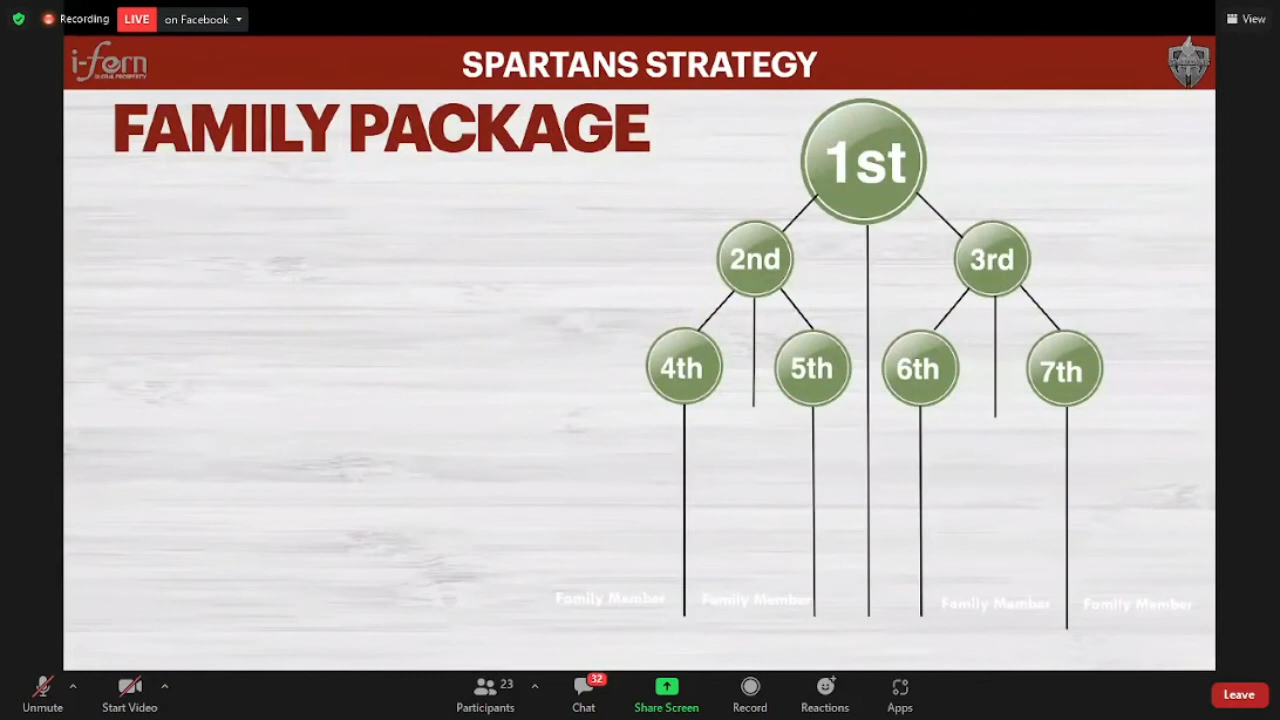 Recording
LIVE
on Facebook
View
i-fern
GLOBAL PROSPERITY
SPARTANS STRATEGY
FAMILY PACKAGE
1st
2nd
3rd
4th
5th
6th
7th
Family Member
Family Member
Family Member
Family Member
Unmute
Start Video
23
Participants
32
Chat
Share Screen
Record
Reactions
Apps
Leave